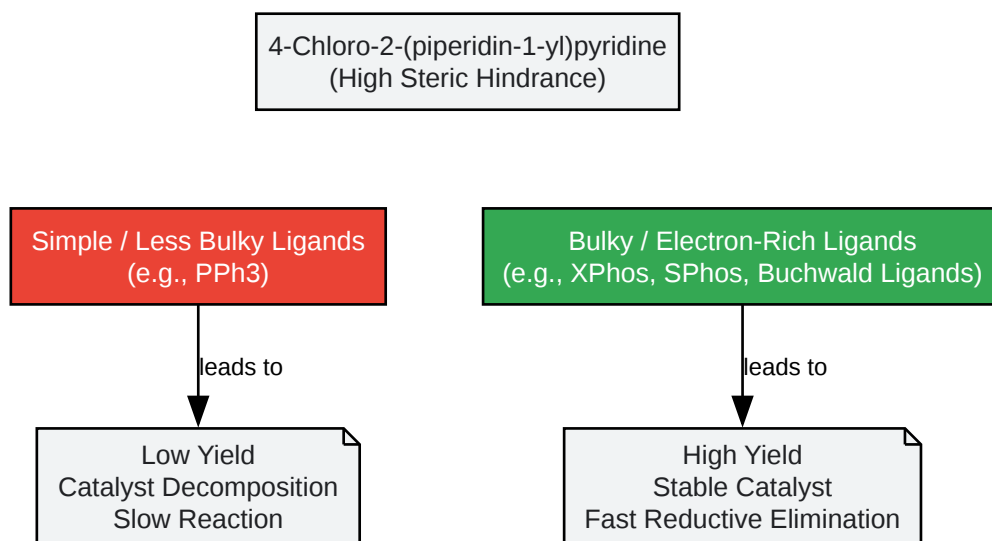 4-Chloro-2-(piperidin-1-yl)pyridine
(High Steric Hindrance)
Simple / Less Bulky Ligands
(e.g., PPh3)
Bulky / Electron-Rich Ligands
(e.g., XPhos, SPhos, Buchwald Ligands)
leads to
leads to
Low Yield
Catalyst Decomposition
Slow Reaction
High Yield
Stable Catalyst
Fast Reductive Elimination